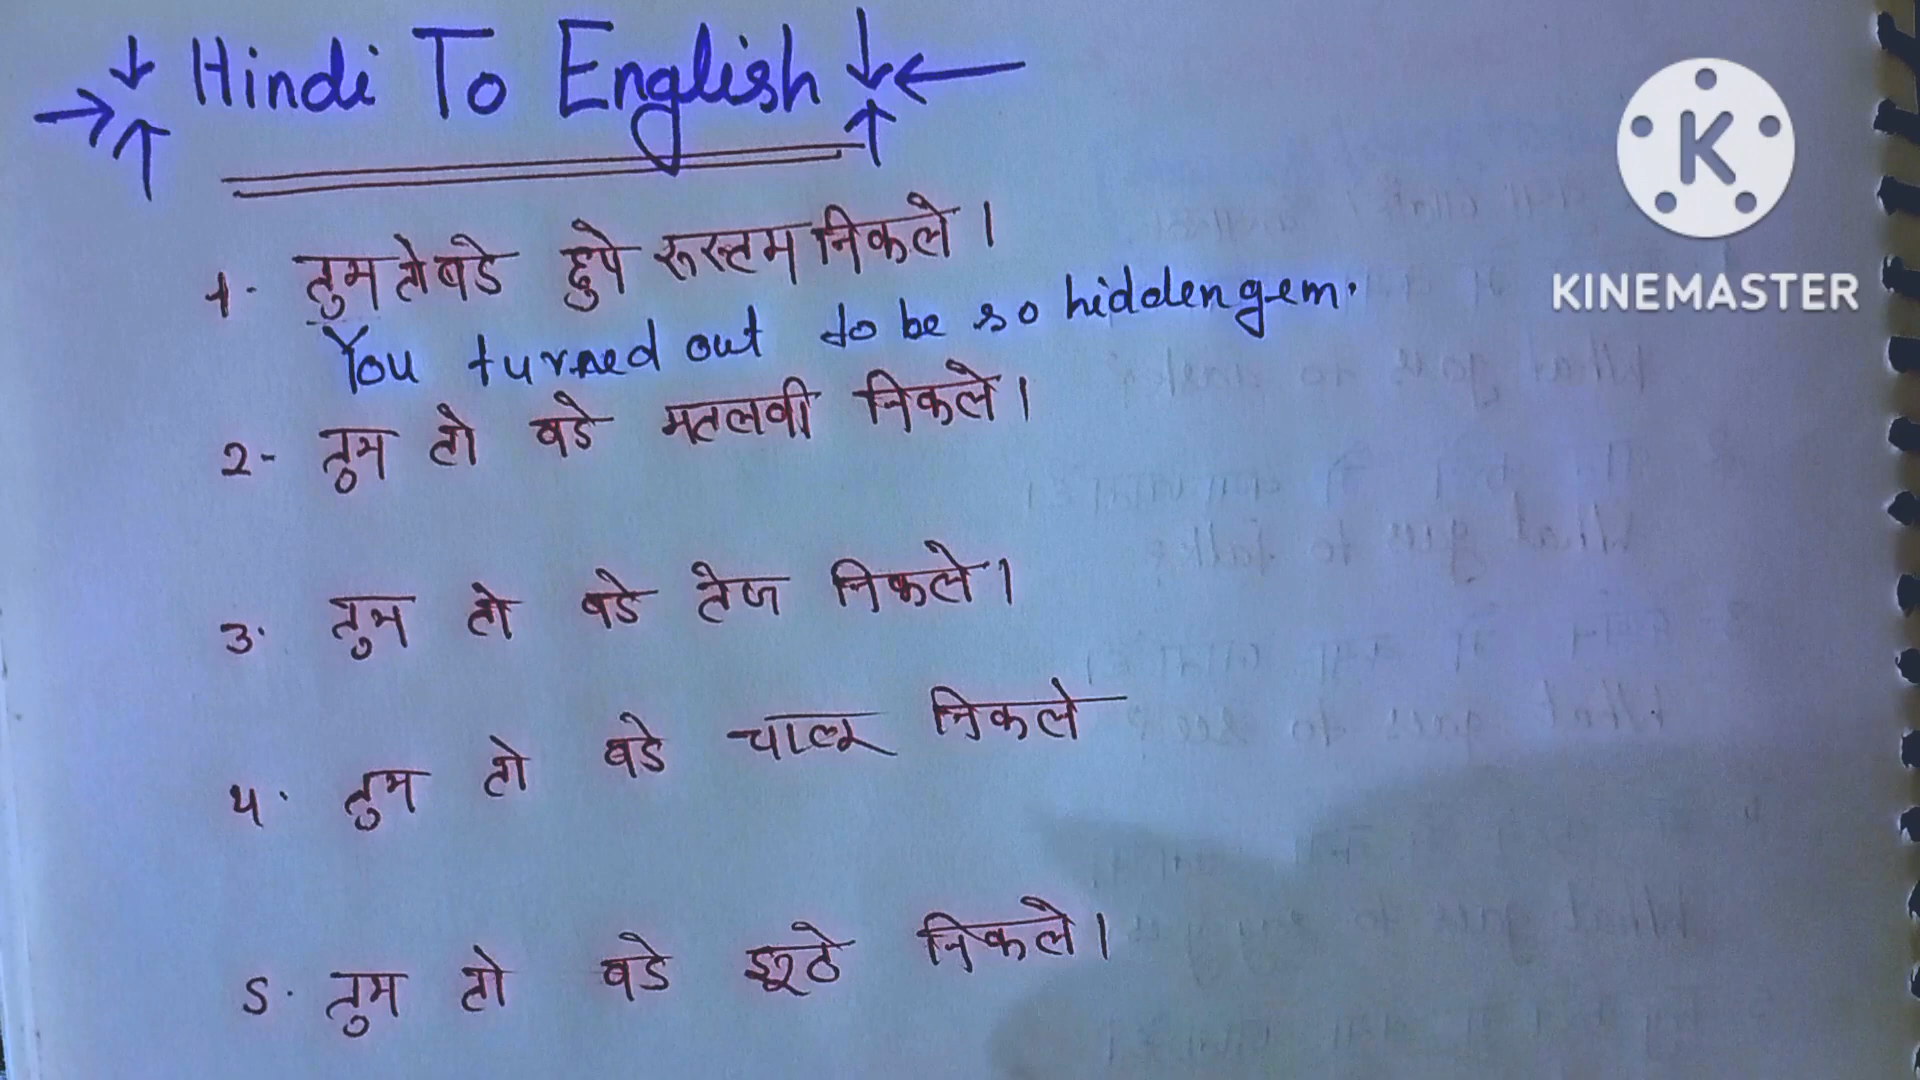 Hindi To English
1- तुम तो बडे छुपे रूस्तम निकले।
You turned out to be so hidden gem.
2- तुम तो बडे मतलवी निकले।
3. तुम तो बडे तेज निकले।
4. तुम तो बडे चालू निकले
5. तुम तो बडे झूठे निकले।
K
KINEMASTER